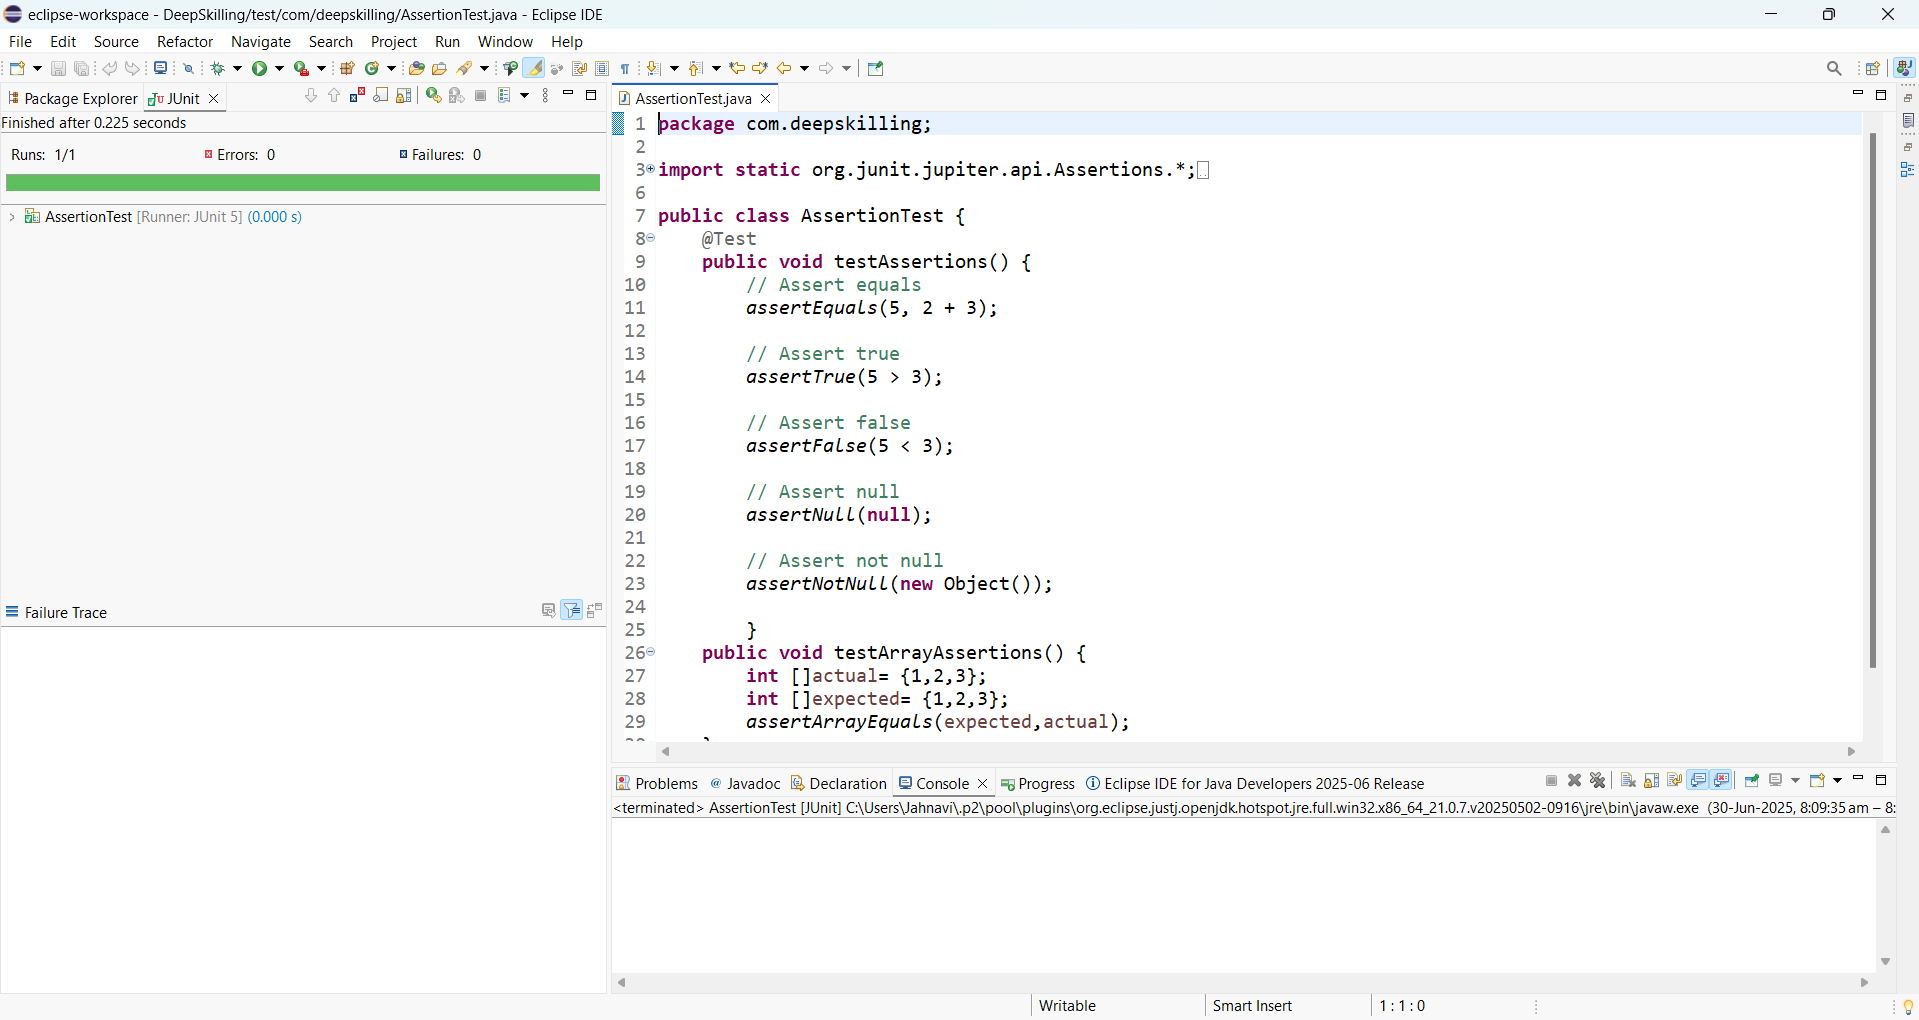 eclipse-workspace - DeepSkilling/test/com/deepskilling/AssertionTest.java - Eclipse IDE
File Edit Source Refactor Navigate Search Project Run Window Help
Package Explorer JUnit
Finished after 0.225 seconds
Runs: 1/1 Errors: 0 Failures: 0
AssertionTest [Runner: JUnit 5] (0.000 s)
Failure Trace
AssertionTest.java
1 package com.deepskilling;
2
3 import static org.junit.jupiter.api.Assertions.*;
6
7 public class AssertionTest {
8 @Test
9 public void testAssertions() {
10 // Assert equals
11 assertEquals(5, 2 + 3);
12
13 // Assert true
14 assertTrue(5 > 3);
15
16 // Assert false
17 assertFalse(5 < 3);
18
19 // Assert null
20 assertNull(null);
21
22 // Assert not null
23 assertNotNull(new Object());
24
25 }
26 public void testArrayAssertions() {
27 int []actual= {1,2,3};
28 int []expected= {1,2,3};
29 assertArrayEquals(expected,actual);
Problems Javadoc Declaration Console Progress Eclipse IDE for Java Developers 2025-06 Release
<terminated> AssertionTest [JUnit] C:\Users\Jahnavi\.p2\pool\plugins\org.eclipse.justj.openjdk.hotspot.jre.full.win32.x86_64_21.0.7.v20250502-0916\jre\bin\javaw.exe (30-Jun-2025, 8:09:35 am – 8:
Writable Smart Insert 1 : 1 : 0